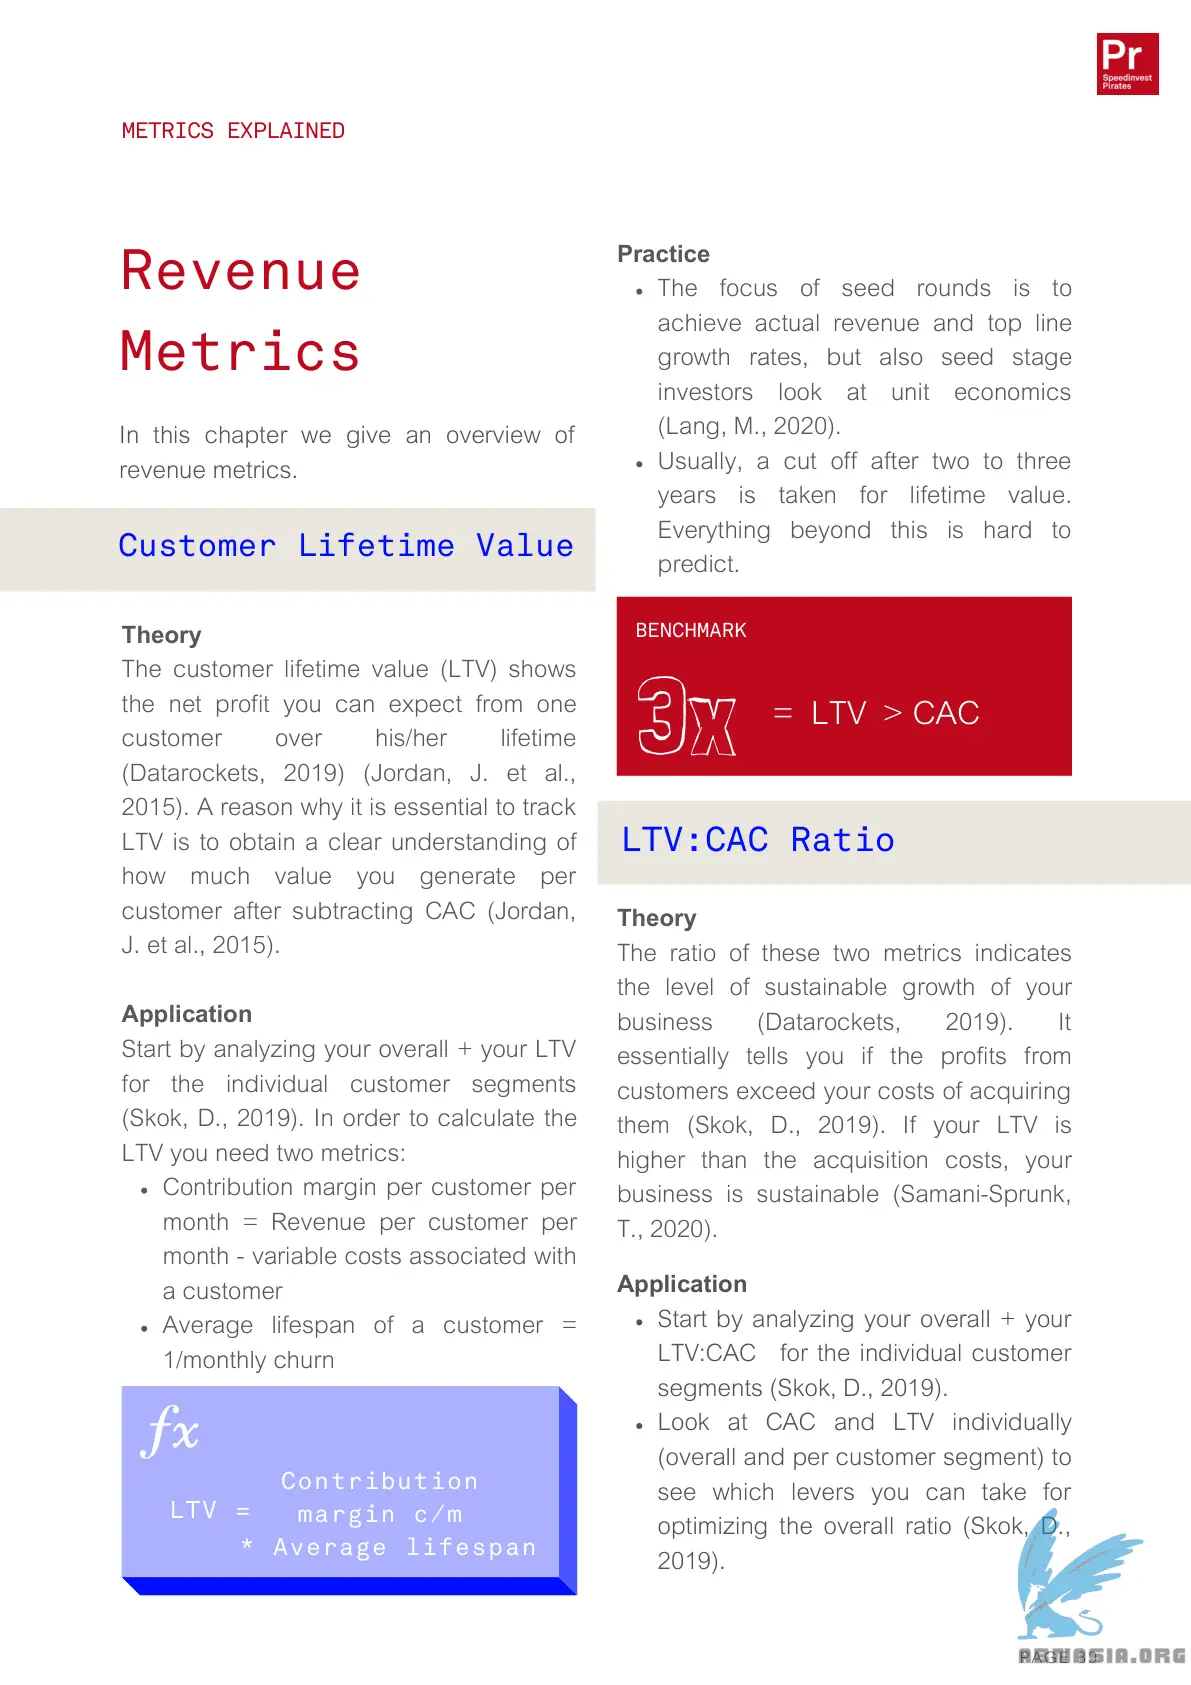 Pr
Speedinvest
Pirates
METRICS EXPLAINED
Revenue
Metrics
In this chapter we give an overview of
revenue metrics.
Customer Lifetime Value
Theory
The customer lifetime value (LTV) shows
the net profit you can expect from one
customer over his/her lifetime
(Datarockets, 2019) (Jordan, J. et al.,
2015). A reason why it is essential to track
LTV is to obtain a clear understanding of
how much value you generate per
customer after subtracting CAC (Jordan,
J. et al., 2015).
Application
Start by analyzing your overall + your LTV
for the individual customer segments
(Skok, D., 2019). In order to calculate the
LTV you need two metrics:
• Contribution margin per customer per
month = Revenue per customer per
month - variable costs associated with
a customer
• Average lifespan of a customer =
1/monthly churn
fx
Contribution
LTV = margin c/m
* Average lifespan
Practice
• The focus of seed rounds is to
achieve actual revenue and top line
growth rates, but also seed stage
investors look at unit economics
(Lang, M., 2020).
• Usually, a cut off after two to three
years is taken for lifetime value.
Everything beyond this is hard to
predict.
BENCHMARK
3x = LTV > CAC
LTV:CAC Ratio
Theory
The ratio of these two metrics indicates
the level of sustainable growth of your
business (Datarockets, 2019). It
essentially tells you if the profits from
customers exceed your costs of acquiring
them (Skok, D., 2019). If your LTV is
higher than the acquisition costs, your
business is sustainable (Samani-Sprunk,
T., 2020).
Application
• Start by analyzing your overall + your
LTV:CAC for the individual customer
segments (Skok, D., 2019).
• Look at CAC and LTV individually
(overall and per customer segment) to
see which levers you can take for
optimizing the overall ratio (Skok, D.,
2019).
PAGE